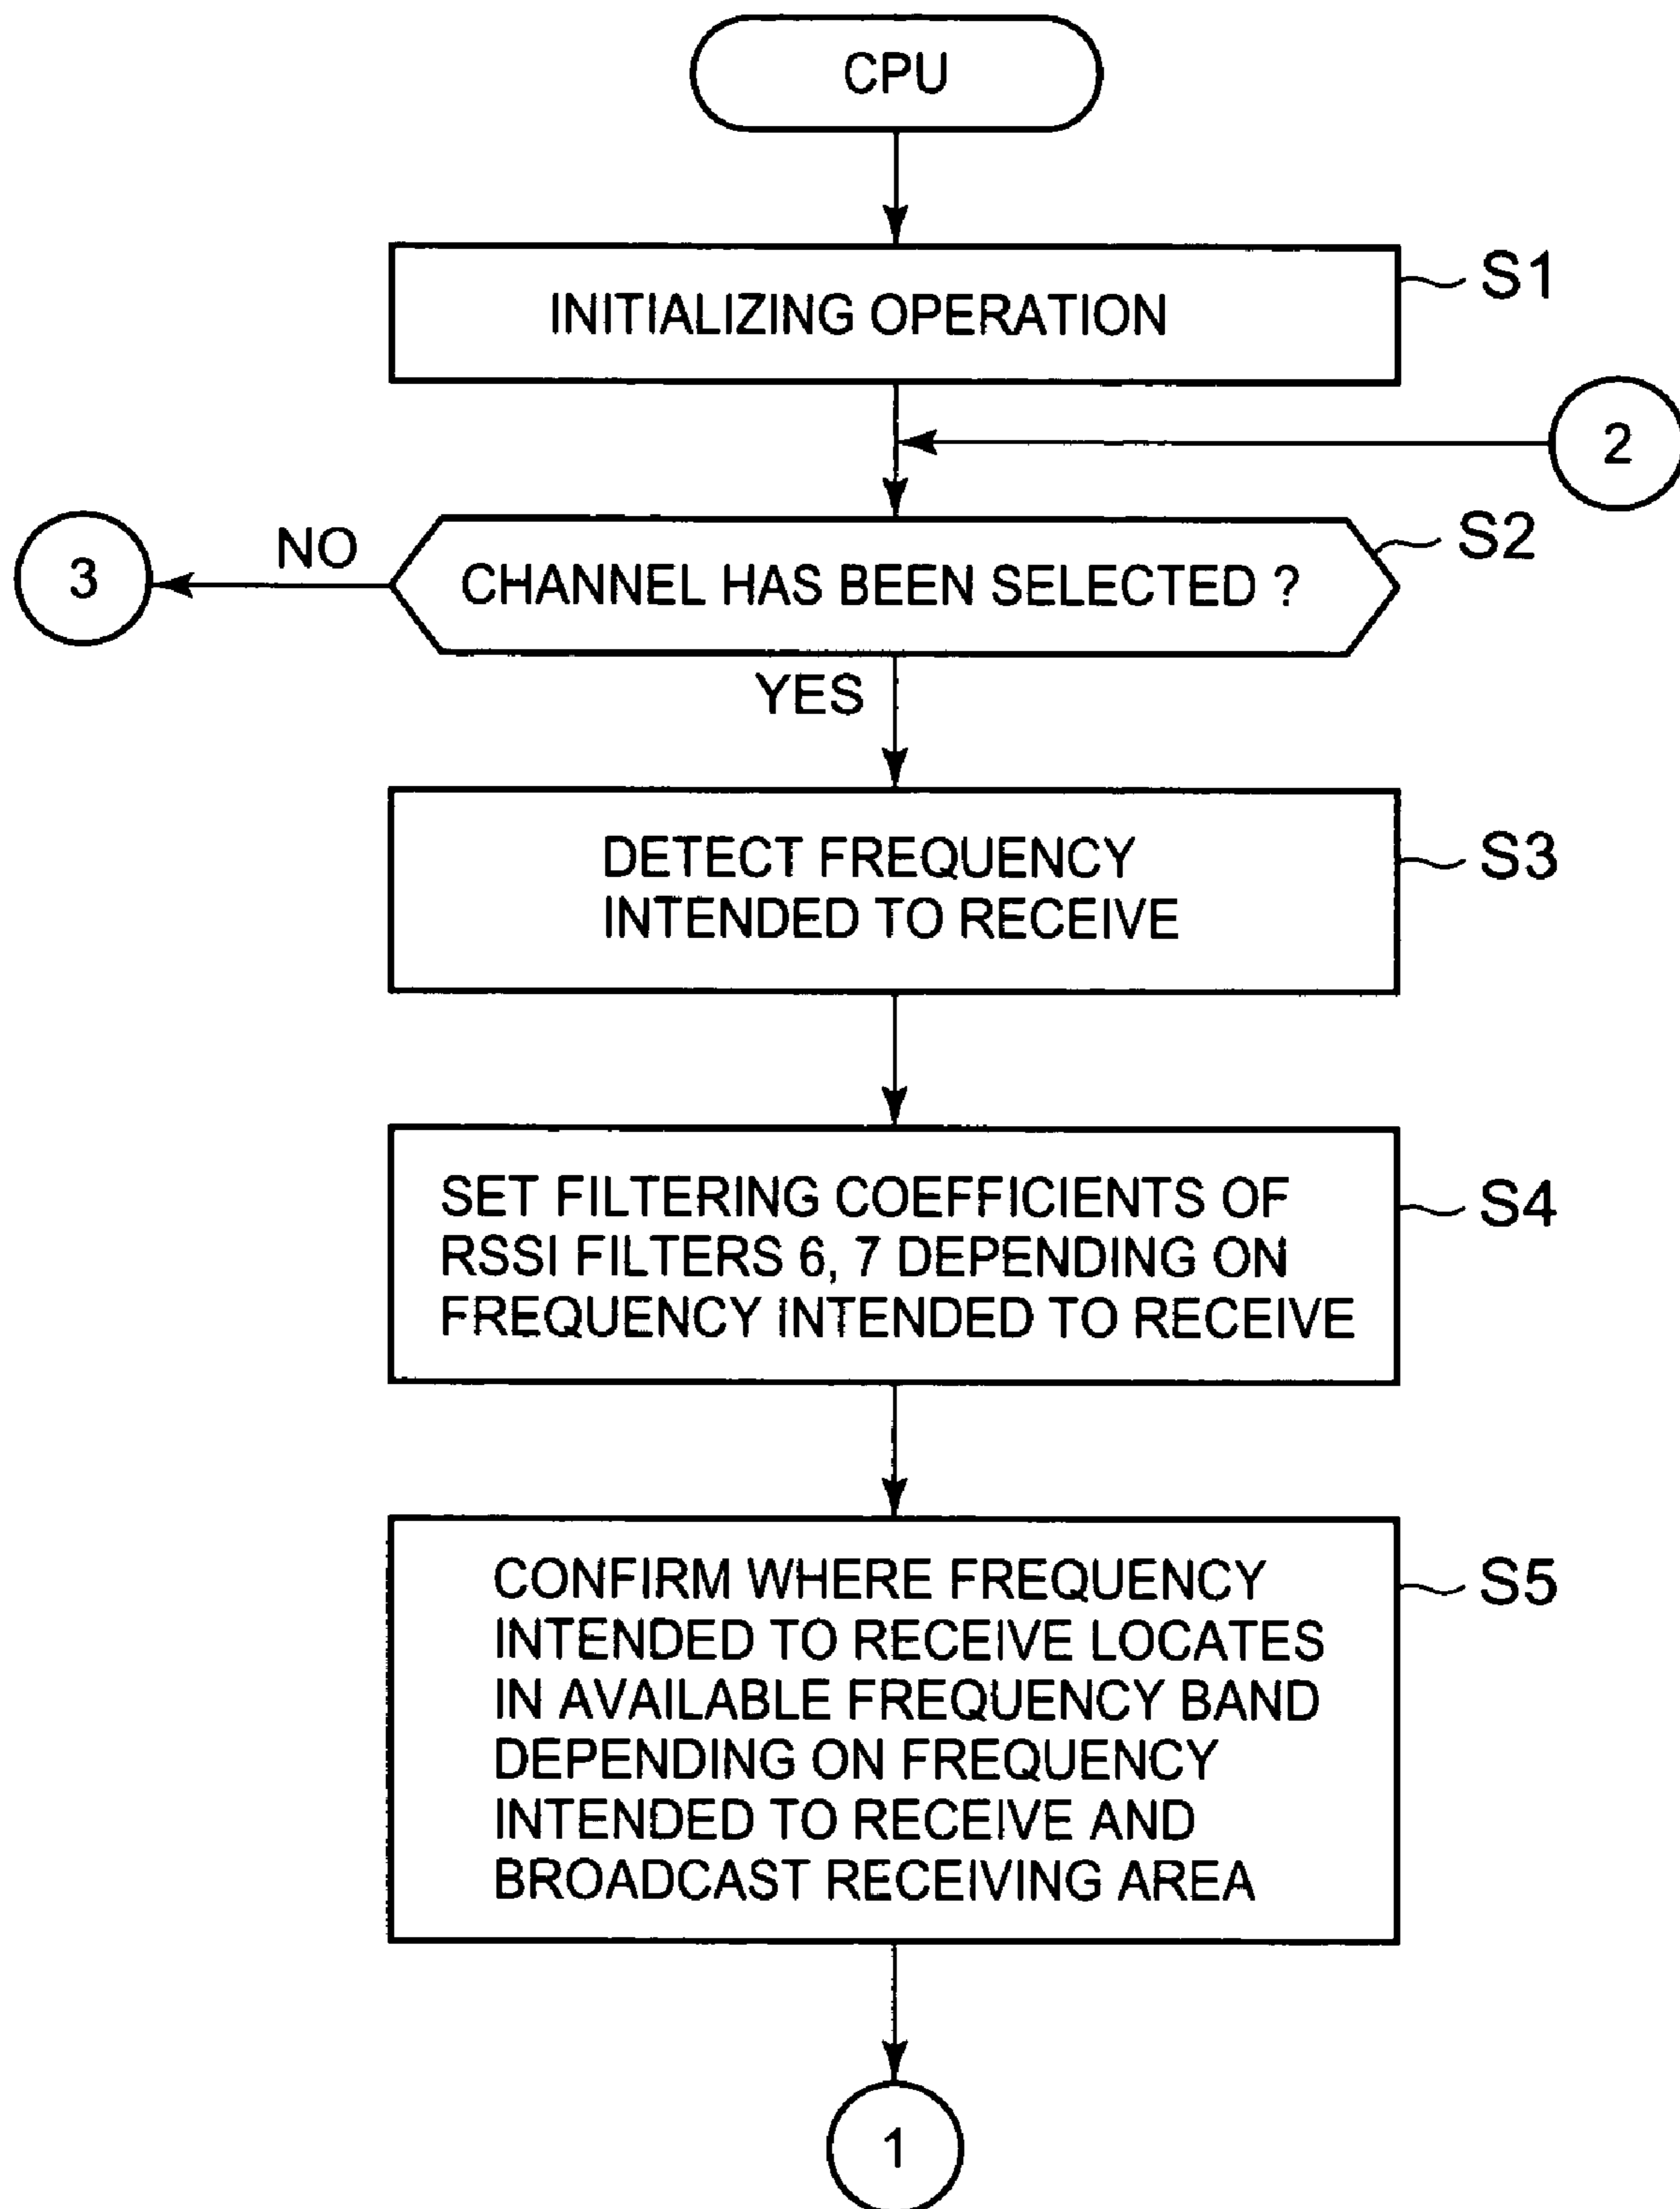 CPU
INITIALIZING OPERATION
S1
2
3
NO
CHANNEL HAS BEEN SELECTED ?
S2
YES
DETECT FREQUENCY
INTENDED TO RECEIVE
S3
SET FILTERING COEFFICIENTS OF
RSSI FILTERS 6, 7 DEPENDING ON
FREQUENCY INTENDED TO RECEIVE
S4
CONFIRM WHERE FREQUENCY
INTENDED TO RECEIVE LOCATES
IN AVAILABLE FREQUENCY BAND
DEPENDING ON FREQUENCY
INTENDED TO RECEIVE AND
BROADCAST RECEIVING AREA
S5
1